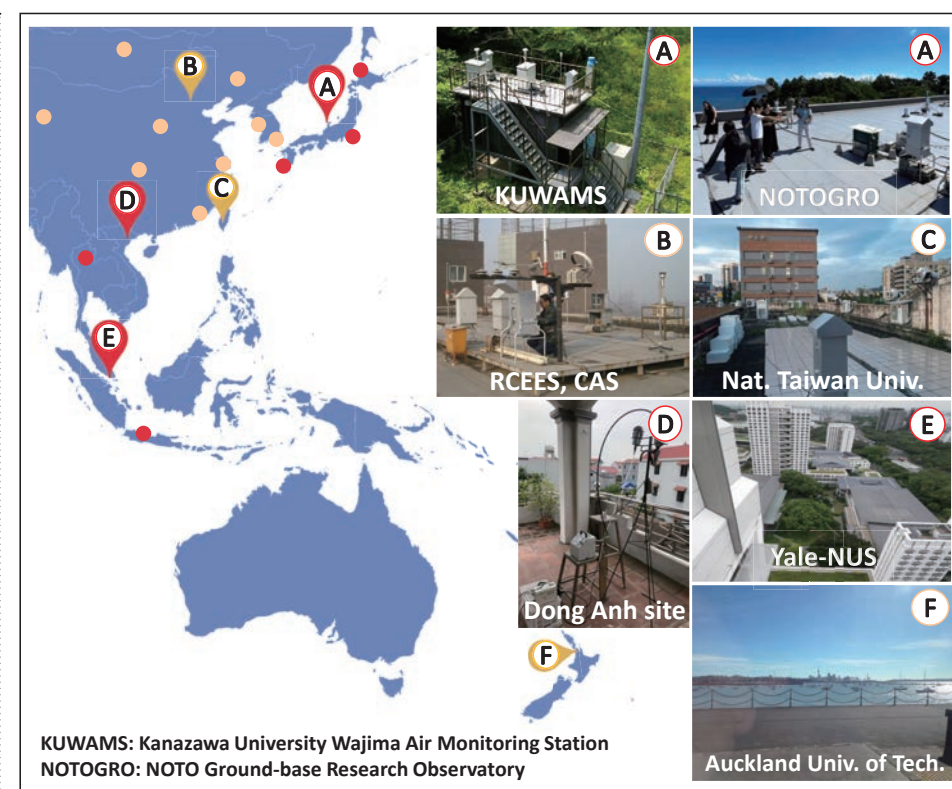 B
A
C
D
E
F
A
KUWAMS
A
NOTOGRO
B
RCEES, CAS
C
Nat. Taiwan Univ.
D
Dong Anh site
E
Yale-NUS
F
Auckland Univ. of Tech.
KUWAMS: Kanazawa University Wajima Air Monitoring Station
NOTOGRO: NOTO Ground-base Research Observatory